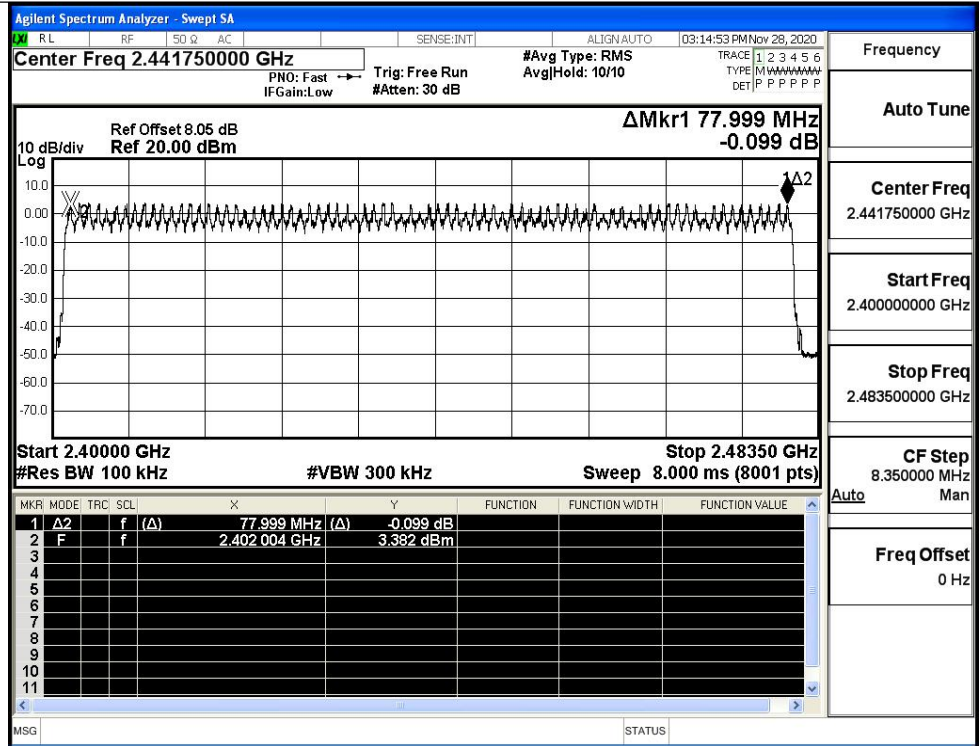 Agilent Spectrum Analyzer - Swept SA
LXI RL RF 50 Ω AC SENSE:INT ALIGNAUTO 03:14:53 PM Nov 28, 2020
Center Freq 2.441750000 GHz
PNO: Fast
IFGain:Low
Trig: Free Run
#Atten: 30 dB
#Avg Type: RMS
Avg|Hold: 10/10
TRACE 1 2 3 4 5 6
TYPE M W W W W W
DET P P P P P P
10 dB/div
Log
Ref Offset 8.05 dB
Ref 20.00 dBm
ΔMkr1 77.999 MHz
-0.099 dB
10.0
0.00
-10.0
-20.0
-30.0
-40.0
-50.0
-60.0
-70.0
2
1Δ2
Start 2.40000 GHz Stop 2.48350 GHz
#Res BW 100 kHz #VBW 300 kHz Sweep 8.000 ms (8001 pts)
MKR MODE TRC SCL X Y FUNCTION FUNCTION WIDTH FUNCTION VALUE
1 Δ2 f (Δ) 77.999 MHz (Δ) -0.099 dB
2 F f 2.402 004 GHz 3.382 dBm
3
4
5
6
7
8
9
10
11
MSG STATUS
Frequency
Auto Tune
Center Freq
2.441750000 GHz
Start Freq
2.400000000 GHz
Stop Freq
2.483500000 GHz
CF Step
8.350000 MHz
Auto Man
Freq Offset
0 Hz